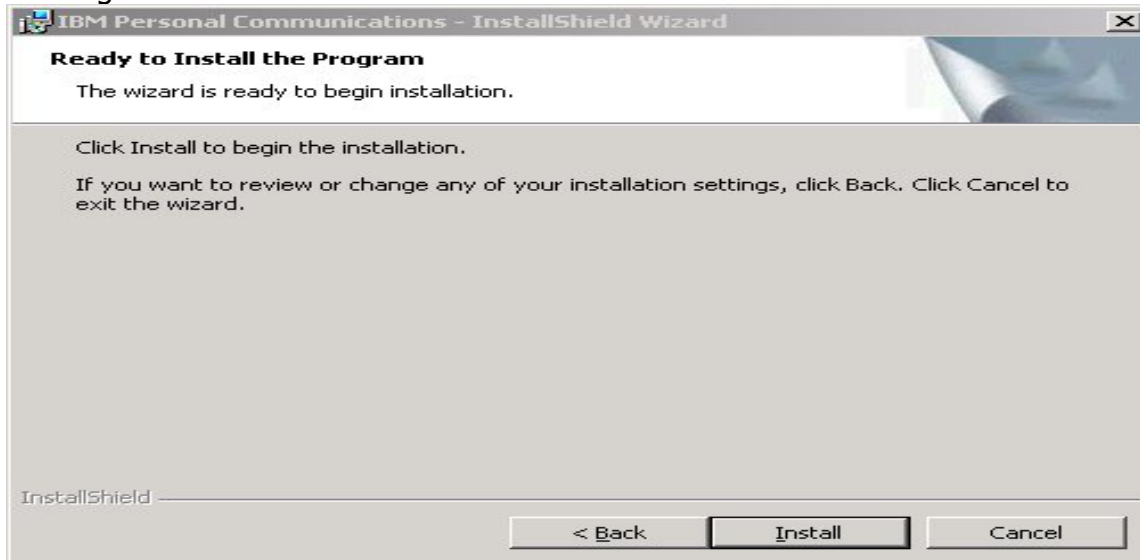 IBM Personal Communications - InstallShield Wizard
Ready to Install the Program
The wizard is ready to begin installation.
Click Install to begin the installation.
If you want to review or change any of your installation settings, click Back. Click Cancel to
exit the wizard.
InstallShield
< Back Install Cancel